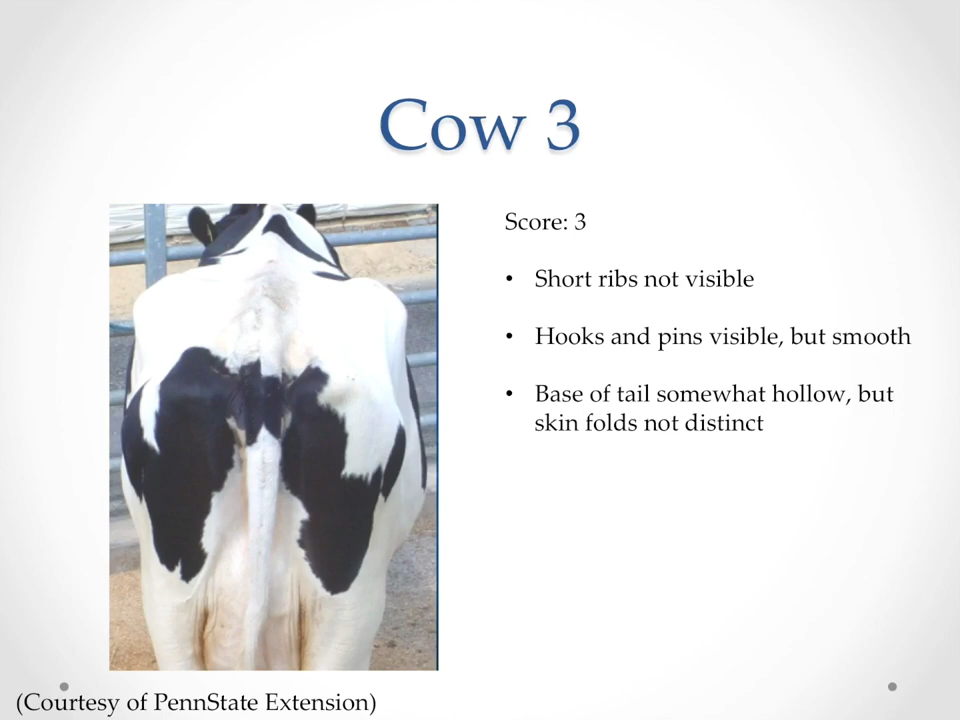 Cow 3
Score: 3
• Short ribs not visible
• Hooks and pins visible, but smooth
• Base of tail somewhat hollow, but
skin folds not distinct
(Courtesy of PennState Extension)